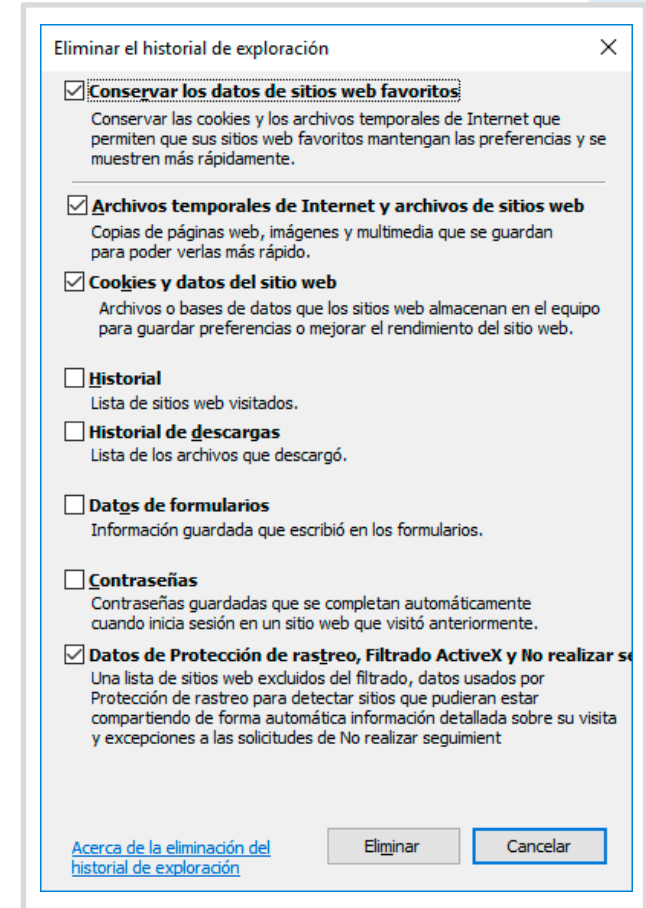 Eliminar el historial de exploración
Conservar los datos de sitios web favoritos
Conservar las cookies y los archivos temporales de Internet que
permiten que sus sitios web favoritos mantengan las preferencias y se
muestren más rápidamente.
Archivos temporales de Internet y archivos de sitios web
Copias de páginas web, imágenes y multimedia que se guardan
para poder verlas más rápido.
Cookies y datos del sitio web
Archivos o bases de datos que los sitios web almacenan en el equipo
para guardar preferencias o mejorar el rendimiento del sitio web.
Historial
Lista de sitios web visitados.
Historial de descargas
Lista de los archivos que descargó.
Datos de formularios
Información guardada que escribió en los formularios.
Contraseñas
Contraseñas guardadas que se completan automáticamente
cuando inicia sesión en un sitio web que visitó anteriormente.
Datos de Protección de rastreo, Filtrado ActiveX y No realizar se
Una lista de sitios web excluidos del filtrado, datos usados por
Protección de rastreo para detectar sitios que pudieran estar
compartiendo de forma automática información detallada sobre su visita
y excepciones a las solicitudes de No realizar seguimient
Acerca de la eliminación del
historial de exploración
Eliminar
Cancelar